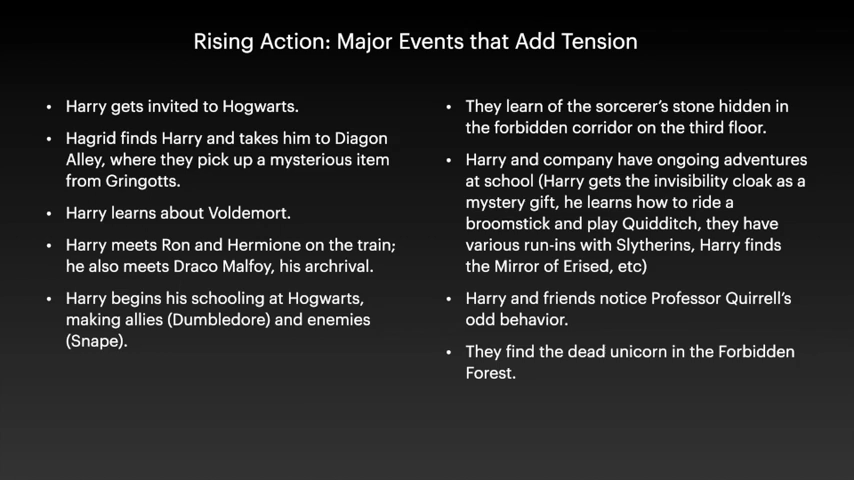 Rising Action: Major Events that Add Tension
• Harry gets invited to Hogwarts.
• Hagrid finds Harry and takes him to Diagon
Alley, where they pick up a mysterious item
from Gringotts.
• Harry learns about Voldemort.
• Harry meets Ron and Hermione on the train;
he also meets Draco Malfoy, his archrival.
• Harry begins his schooling at Hogwarts,
making allies (Dumbledore) and enemies
(Snape).
• They learn of the sorcerer’s stone hidden in
the forbidden corridor on the third floor.
• Harry and company have ongoing adventures
at school (Harry gets the invisibility cloak as a
mystery gift, he learns how to ride a
broomstick and play Quidditch, they have
various run-ins with Slytherins, Harry finds
the Mirror of Erised, etc)
• Harry and friends notice Professor Quirrell’s
odd behavior.
• They find the dead unicorn in the Forbidden
Forest.